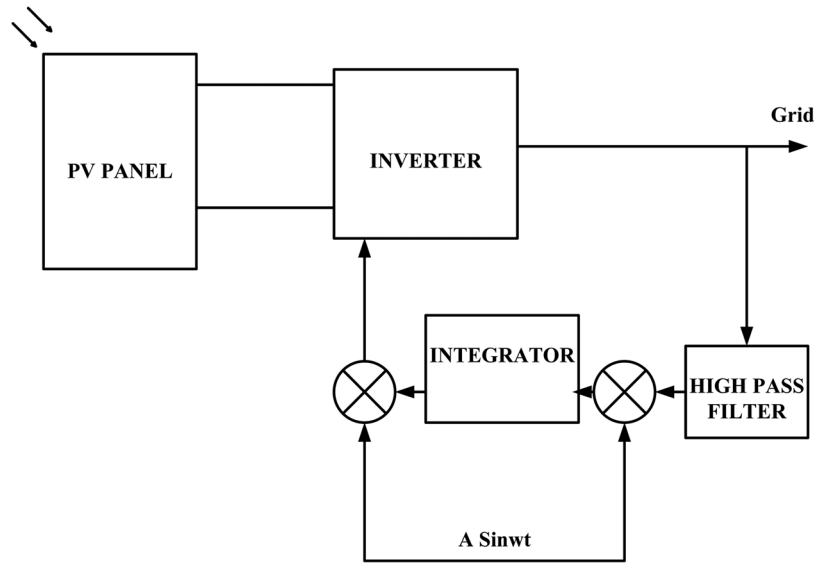 Grid
PV PANEL
INVERTER
INTEGRATOR
HIGH PASS
FILTER
A Sinwt